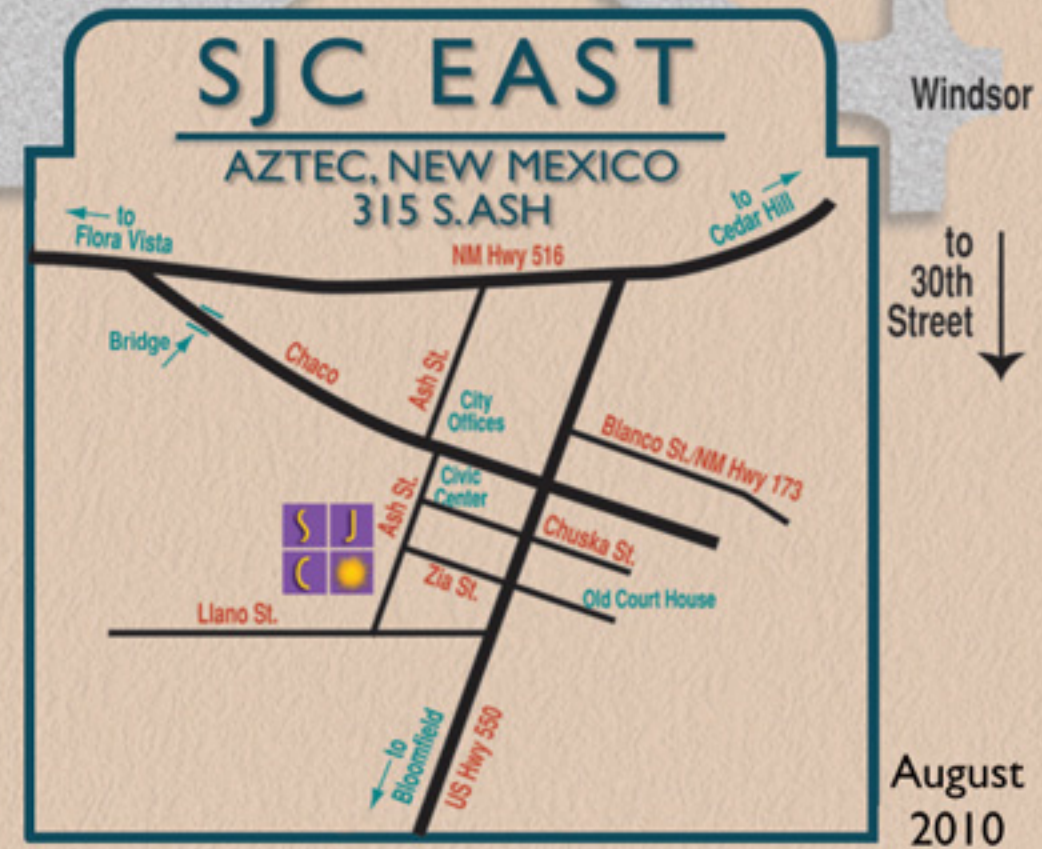 SJC EAST
AZTEC, NEW MEXICO
315 S. ASH
Windsor
to
30th
Street
to
Flora Vista
to
Cedar Hill
NM Hwy 516
Bridge
Chaco
Ash St.
City
Offices
Blanco St./NM Hwy 173
Civic
Center
Ash St.
S J
C
Chuska St.
Zia St.
Old Court House
Llano St.
to
Bloomfield
US Hwy 550
August
2010